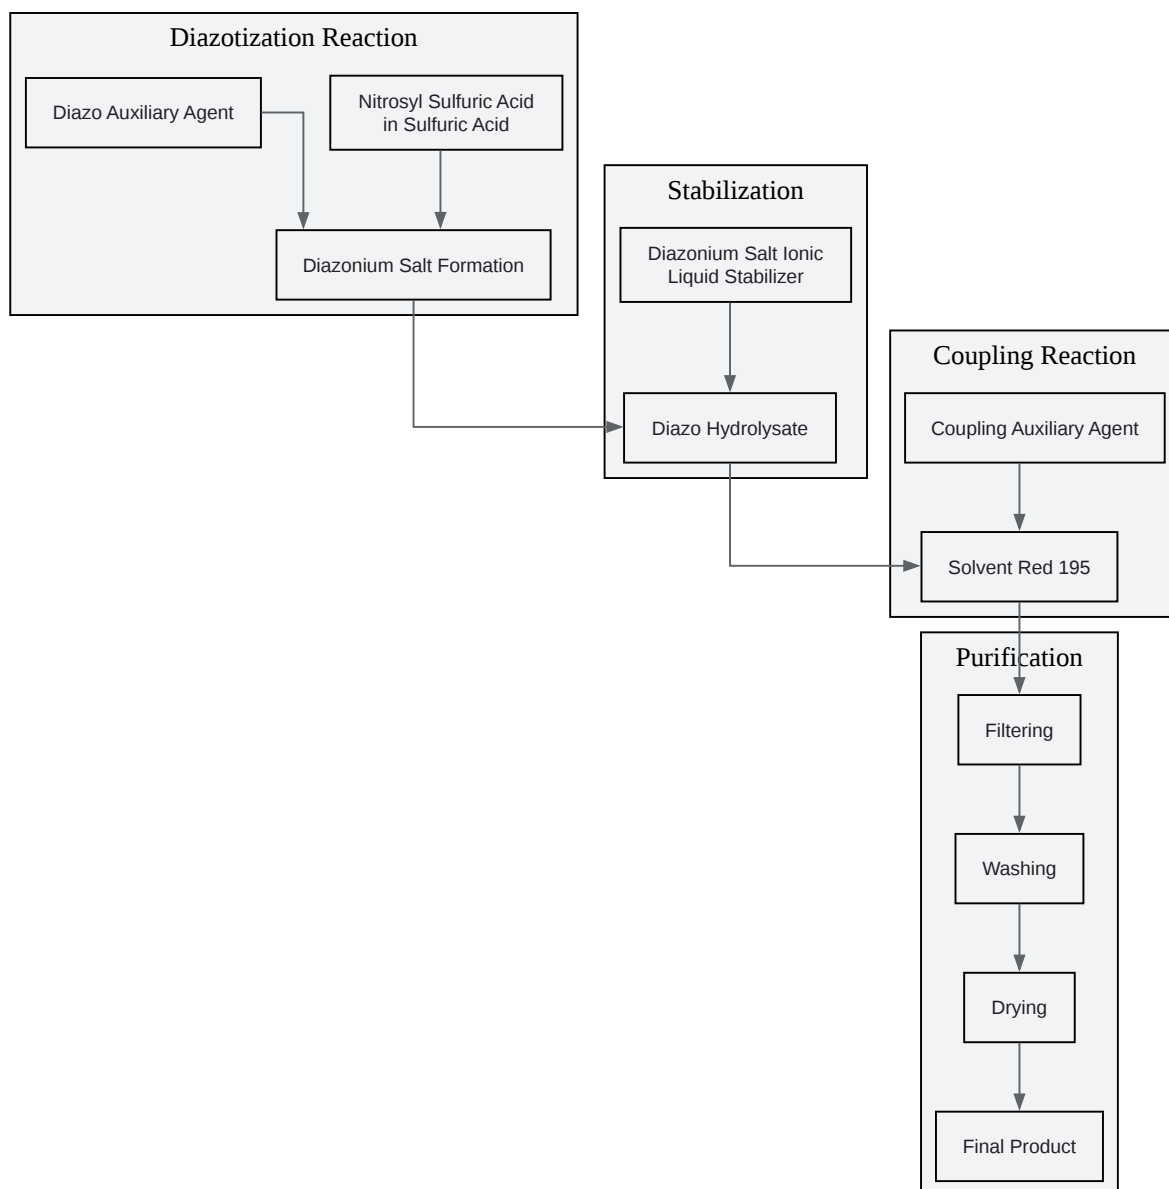 Diazotization Reaction
Diazo Auxiliary Agent
Nitrosyl Sulfuric Acid
in Sulfuric Acid
Diazonium Salt Formation
Stabilization
Diazonium Salt Ionic
Liquid Stabilizer
Diazo Hydrolysate
Coupling Reaction
Coupling Auxiliary Agent
Solvent Red 195
Purification
Filtering
Washing
Drying
Final Product